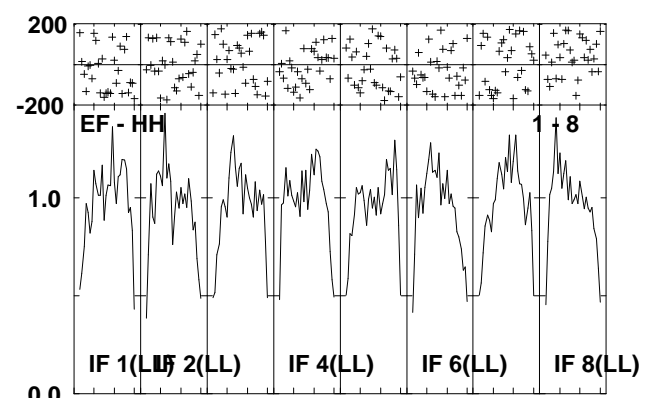 200
-200
EF - HH 1 - 8
1.0
IF 1(LL) IF 2(LL) IF 4(LL) IF 6(LL) IF 8(LL)
0.0